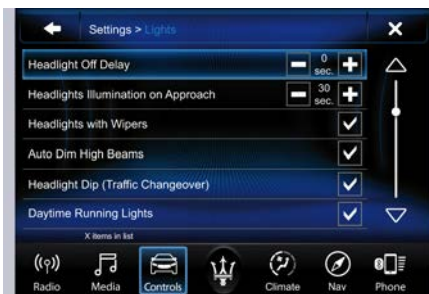 Settings > Lights
Headlight Off Delay
0
sec.
Headlights Illumination on Approach
30
sec.
Headlights with Wipers
Auto Dim High Beams
Headlight Dip (Traffic Changeover)
Daytime Running Lights
X items in list
Radio Media Controls Climate Nav Phone